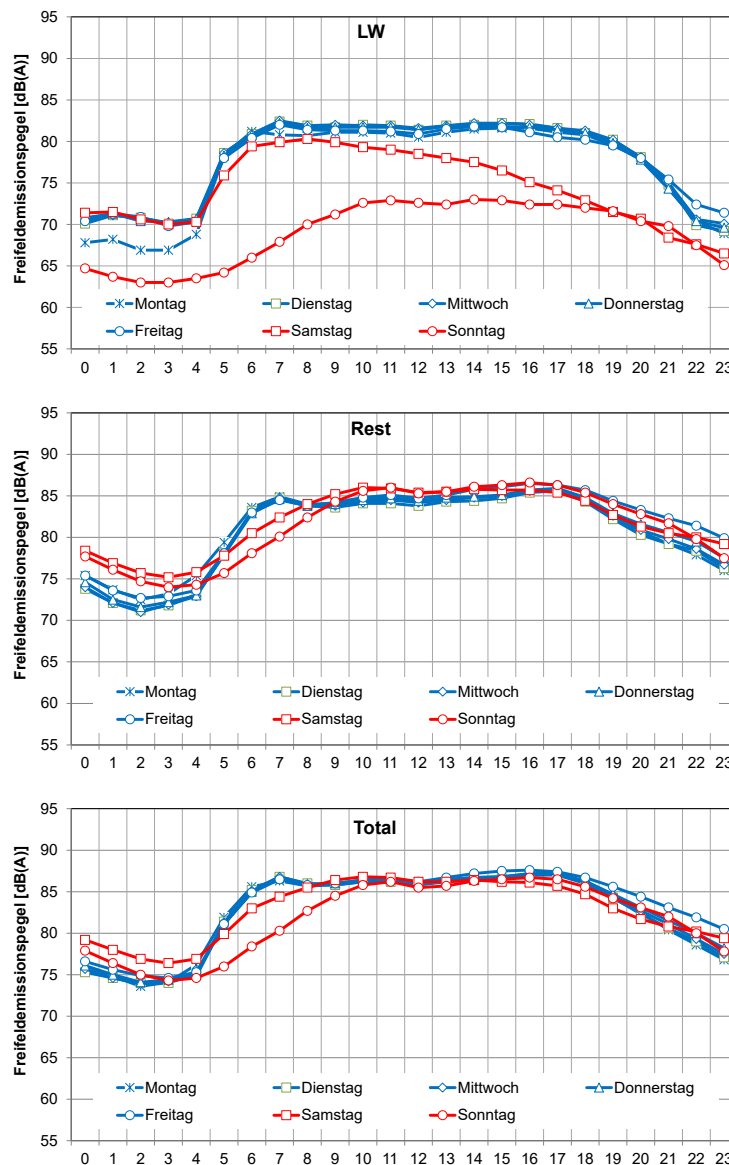 LW
Freifeldemissionspegel [dB(A)]
95
90
85
80
75
70
65
60
55
Montag Dienstag Mittwoch Donnerstag
Freitag Samstag Sonntag
0 1 2 3 4 5 6 7 8 9 10 11 12 13 14 15 16 17 18 19 20 21 22 23
Rest
Freifeldemissionspegel [dB(A)]
95
90
85
80
75
70
65
60
55
Montag Dienstag Mittwoch Donnerstag
Freitag Samstag Sonntag
0 1 2 3 4 5 6 7 8 9 10 11 12 13 14 15 16 17 18 19 20 21 22 23
Total
Freifeldemissionspegel [dB(A)]
95
90
85
80
75
70
65
60
55
Montag Dienstag Mittwoch Donnerstag
Freitag Samstag Sonntag
0 1 2 3 4 5 6 7 8 9 10 11 12 13 14 15 16 17 18 19 20 21 22 23